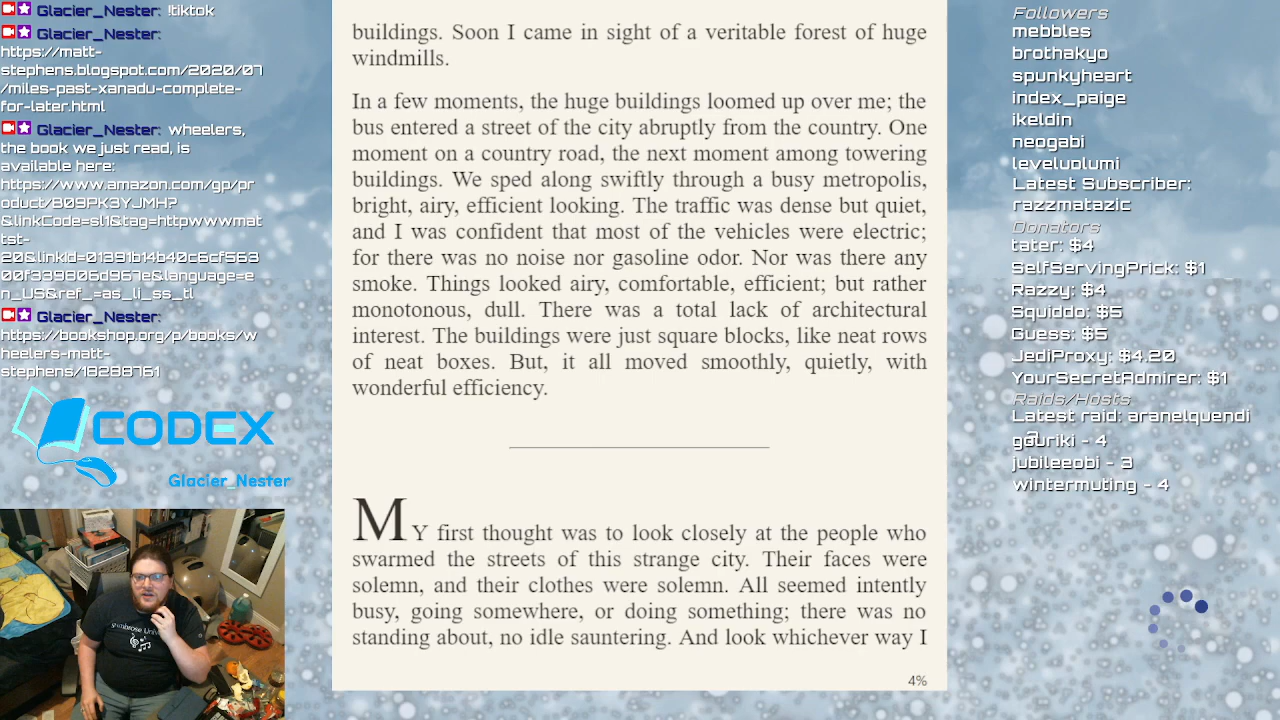 Glacier_Nester: !tiktok
Glacier_Nester:
https://matt-
stephens.blogspot.com/2020/07
/miles-past-xanadu-complete-
for-later.html
Glacier_Nester: wheelers,
the book we just read, is
available here:
https://www.amazon.com/gp/pr
oduct/B09PK3YJMH?
&linkCode=sl1&tag=httpwwwmat
tst-
20&linkId=01391b14b40c6cf563
00f339906d967e&language=e
n_US&ref_=as_li_ss_tl
Glacier_Nester:
https://bookshop.org/p/books/w
heelers-matt-
stephens/18288761
CODEX
Glacier_Nester
buildings. Soon I came in sight of a veritable forest of huge
windmills.
In a few moments, the huge buildings loomed up over me; the
bus entered a street of the city abruptly from the country. One
moment on a country road, the next moment among towering
buildings. We sped along swiftly through a busy metropolis,
bright, airy, efficient looking. The traffic was dense but quiet,
and I was confident that most of the vehicles were electric;
for there was no noise nor gasoline odor. Nor was there any
smoke. Things looked airy, comfortable, efficient; but rather
monotonous, dull. There was a total lack of architectural
interest. The buildings were just square blocks, like neat rows
of neat boxes. But, it all moved smoothly, quietly, with
wonderful efficiency.
MY first thought was to look closely at the people who
swarmed the streets of this strange city. Their faces were
solemn, and their clothes were solemn. All seemed intently
busy, going somewhere, or doing something; there was no
standing about, no idle sauntering. And look whichever way I
4%
Followers
mebbles
brothakyo
spunkyheart
index_paige
ikeldin
neogabi
levelupolumi
Latest Subscriber:
razzmatazic
Donators
tater: $4
SelfServingPrick: $1
Razzy: $4
Squiddo: $5
Guess: $5
JediProxy: $4.20
YourSecretAdmirer: $1
Raids/Hosts
Latest raid: aranelquendi
gouriki - 4
jubileeobi - 3
wintermuting - 4